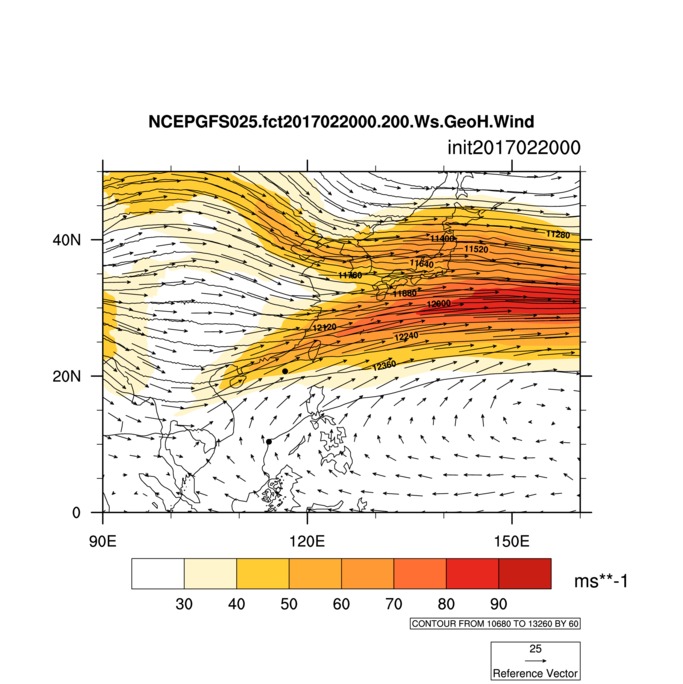 NCEPGFS025.fct2017022000.200.Ws.GeoH.Wind
init2017022000
40N
20N
0
11280
11400
11520
11640
11760
11880
12000
12120
12240
12360
90E 120E 150E
30 40 50 60 70 80 90
ms**-1
CONTOUR FROM 10680 TO 13260 BY 60
25
Reference Vector